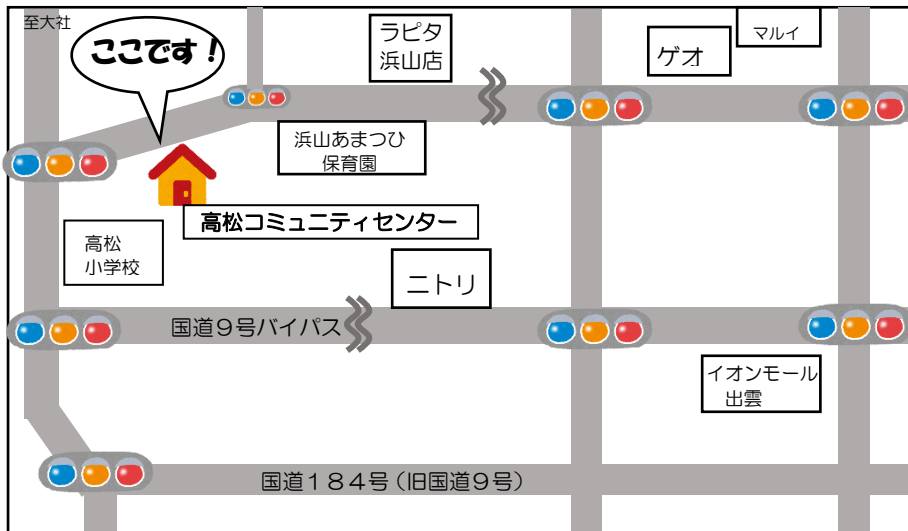 至大社
ここです！
ラピタ
浜山店
ゲオ
マルイ
浜山あまつひ
保育園
高松コミュニティセンター
高松
小学校
ニトリ
国道９号バイパス
イオンモール
出雲
国道１８４号（旧国道９号）